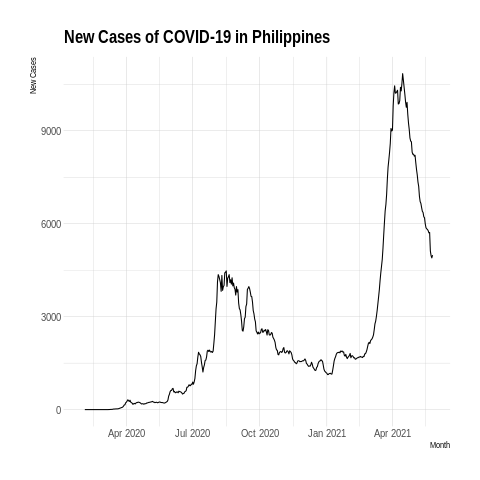 New Cases of COVID-19 in Philippines
New Cases
9000
6000
3000
0
Apr 2020 Jul 2020 Oct 2020 Jan 2021 Apr 2021
Month